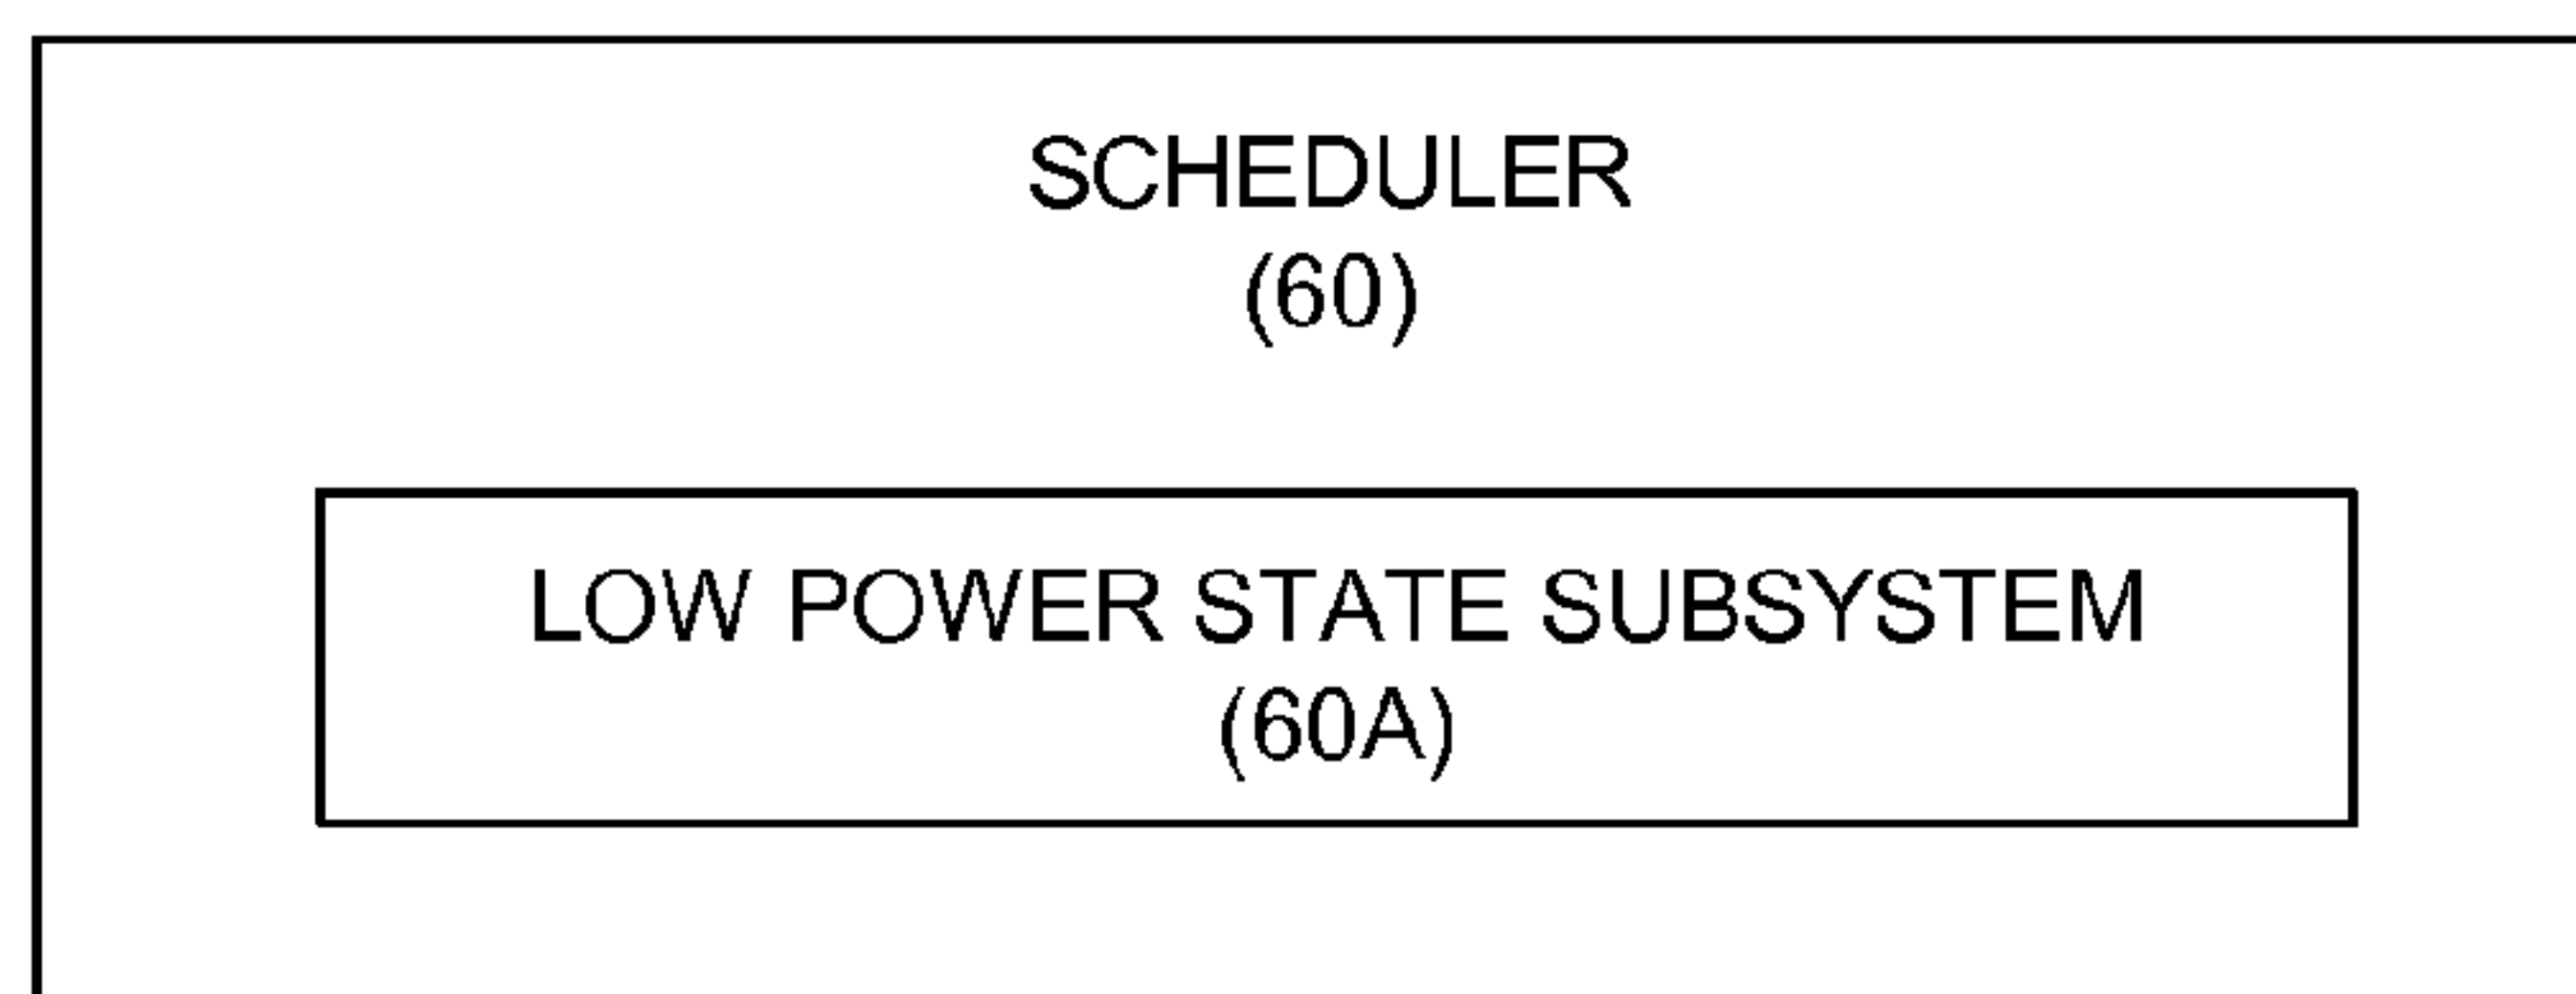 SCHEDULER
(60)
LOW POWER STATE SUBSYSTEM
(60A)